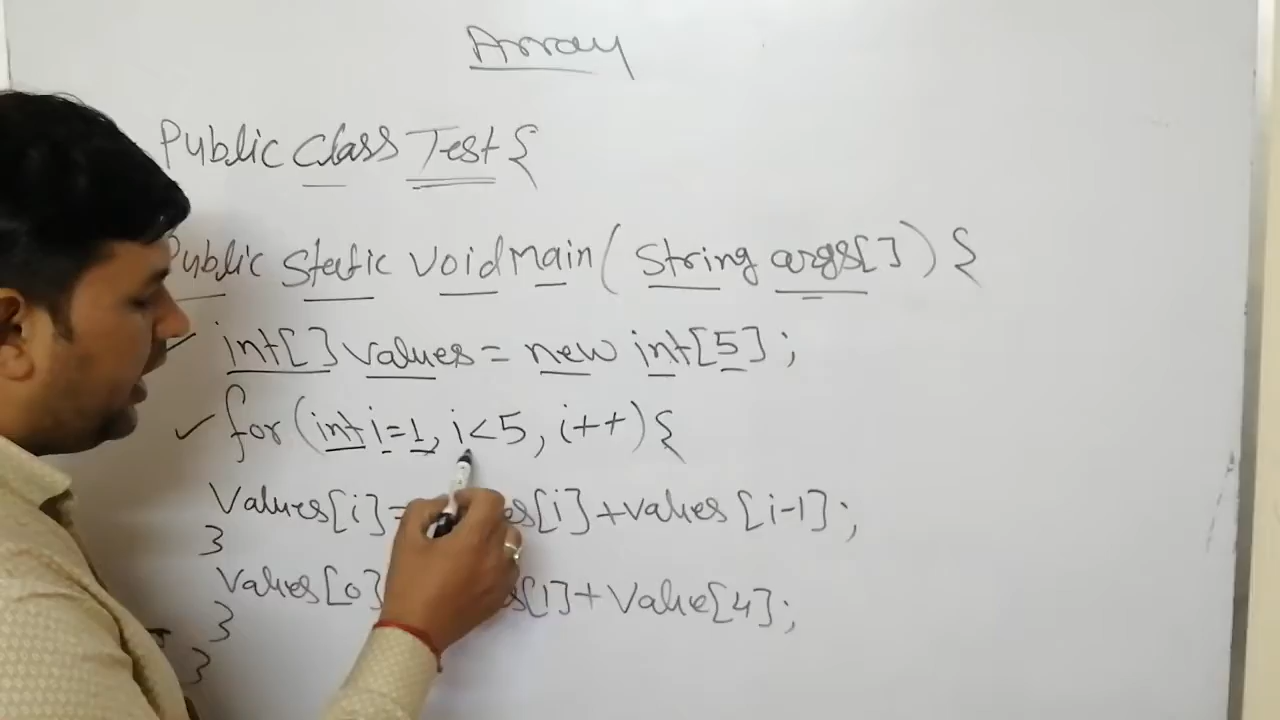 Array
Public Class Test {
Public Static Void Main ( String args[] ) {
int[] values = new int[5] ;
for ( int i=1, i<5, i++ ) {
Values[i] = [i] + values [i-1] ;
}
Values[0] [1] + Value[4] ;
}
}